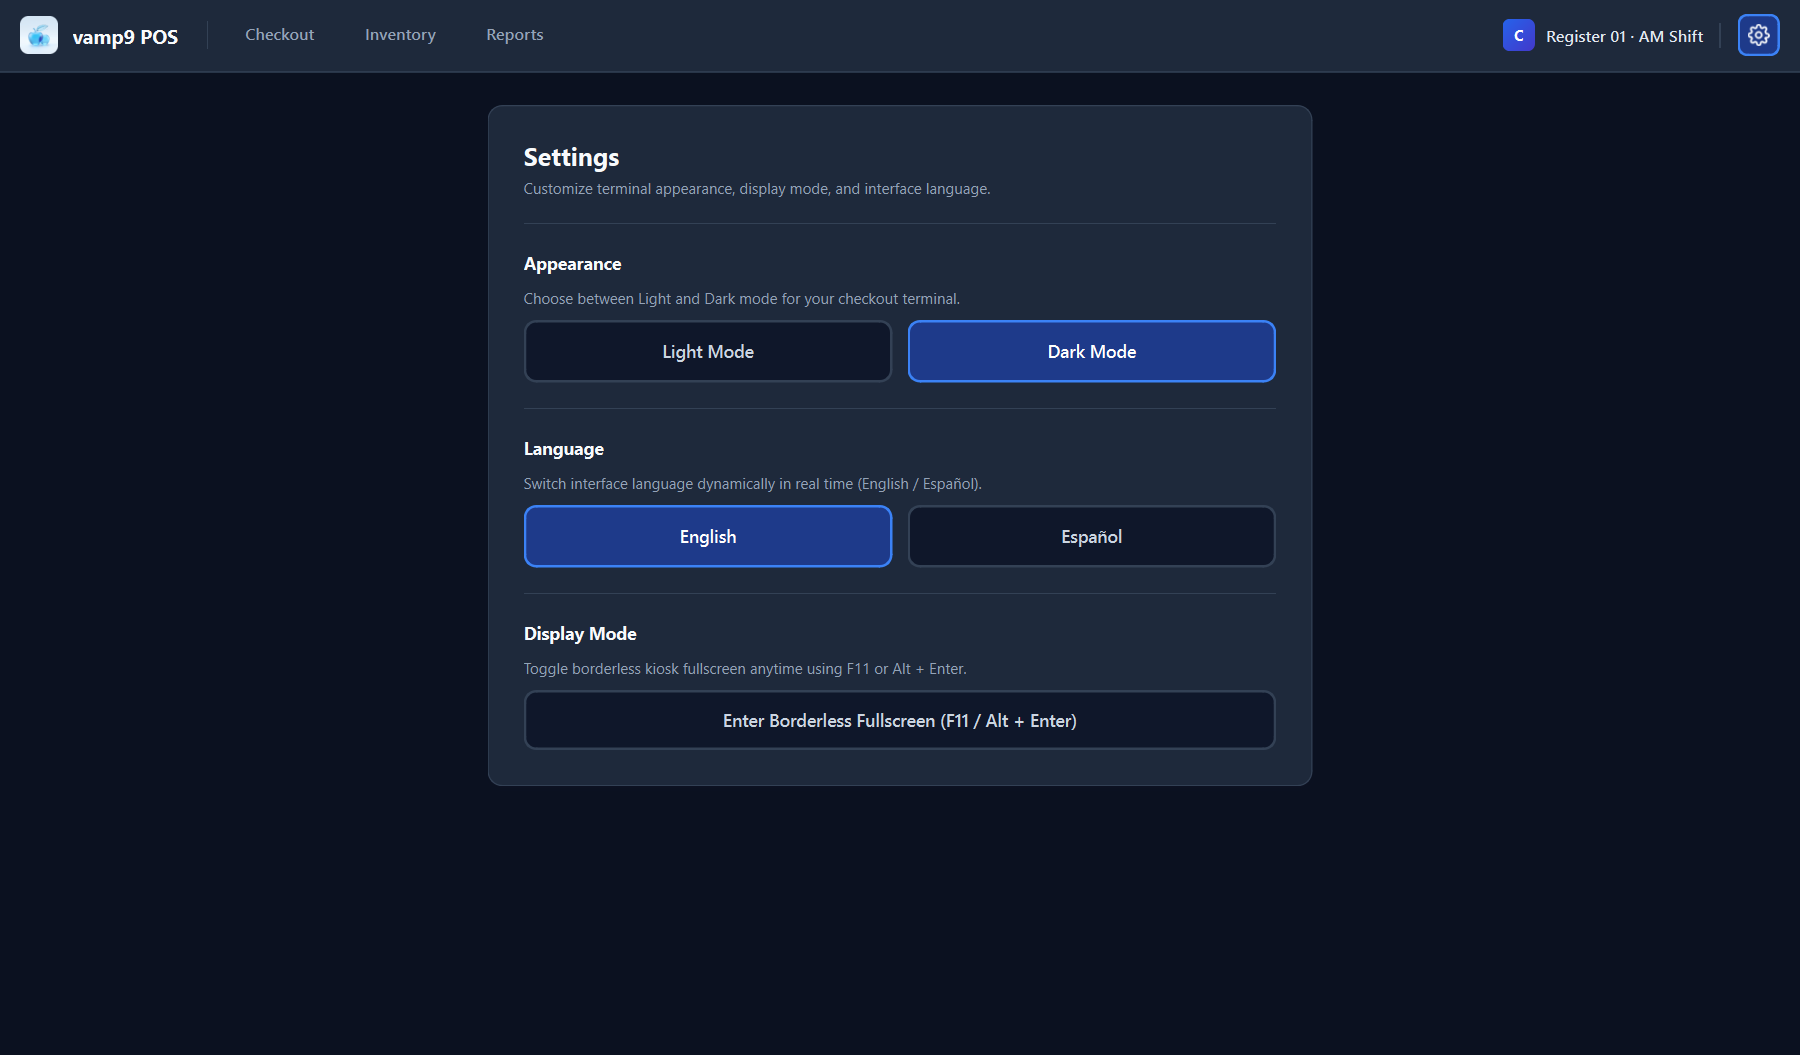 vamp9 POS
Checkout
Inventory
Reports
C
Register 01 · AM Shift
Settings
Customize terminal appearance, display mode, and interface language.
Appearance
Choose between Light and Dark mode for your checkout terminal.
Light Mode
Dark Mode
Language
Switch interface language dynamically in real time (English / Español).
English
Español
Display Mode
Toggle borderless kiosk fullscreen anytime using F11 or Alt + Enter.
Enter Borderless Fullscreen (F11 / Alt + Enter)